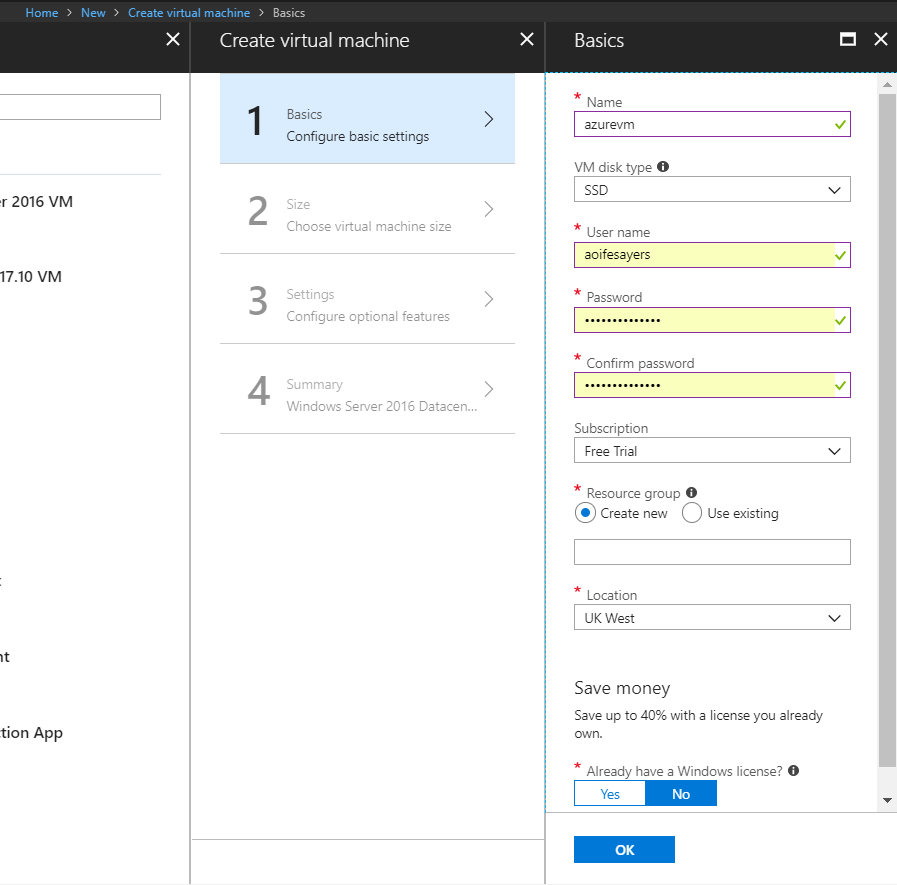 Home > New > Create virtual machine > Basics
r 2016 VM
17.10 VM
nt
ction App
Create virtual machine
1
Basics
Configure basic settings
2
Size
Choose virtual machine size
3
Settings
Configure optional features
4
Summary
Windows Server 2016 Datacen...
Basics
* Name
azurevm
VM disk type
SSD
* User name
aoifesayers
* Password
••••••••••••••
* Confirm password
••••••••••••••
Subscription
Free Trial
* Resource group
Create new Use existing
* Location
UK West
Save money
Save up to 40% with a license you already
own.
* Already have a Windows license?
Yes No
OK